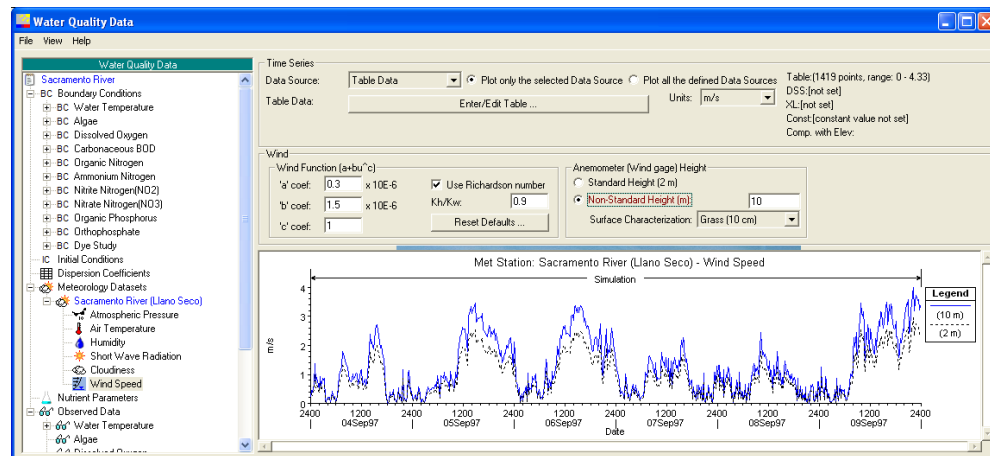 Water Quality Data
File View Help
Water Quality Data
Sacramento River
BC Boundary Conditions
BC Water Temperature
BC Algae
BC Dissolved Oxygen
BC Carbonaceous BOD
BC Organic Nitrogen
BC Ammonium Nitrogen
BC Nitrite Nitrogen(NO2)
BC Nitrate Nitrogen(NO3)
BC Organic Phosphorus
BC Orthophosphate
BC Dye Study
IC Initial Conditions
Dispersion Coefficients
Meteorology Datasets
Sacramento River (Llano Seco)
Atmospheric Pressure
Air Temperature
Humidity
Short Wave Radiation
Cloudiness
Wind Speed
Nutrient Parameters
Observed Data
Water Temperature
Algae
Dissolved Oxygen
Time Series
Data Source: Table Data Plot only the selected Data Source Plot all the defined Data Sources
Table Data: Enter/Edit Table ... Units: m/s
Table:(1419 points, range: 0 - 4.33)
DSS:[not set]
XL:[not set]
Const:[constant value not set]
Comp. with Elev:
Wind
Wind Function (a+bu^c)
'a' coef: 0.3 x 10E-6 Use Richardson number
'b' coef: 1.5 x 10E-6 Kh/Kw: 0.9
'c' coef: 1 Reset Defaults ...
Anemometer (Wind gage) Height
Standard Height (2 m)
Non-Standard Height (m): 10
Surface Characterization: Grass (10 cm)
Met Station: Sacramento River (Llano Seco) - Wind Speed
Simulation
4
3
2
1
0
m/s
2400 1200 2400 1200 2400 1200 2400 1200 2400 1200 2400 1200 2400
04Sep97 05Sep97 06Sep97 07Sep97 08Sep97 09Sep97
Date
Legend
(10 m)
(2 m)